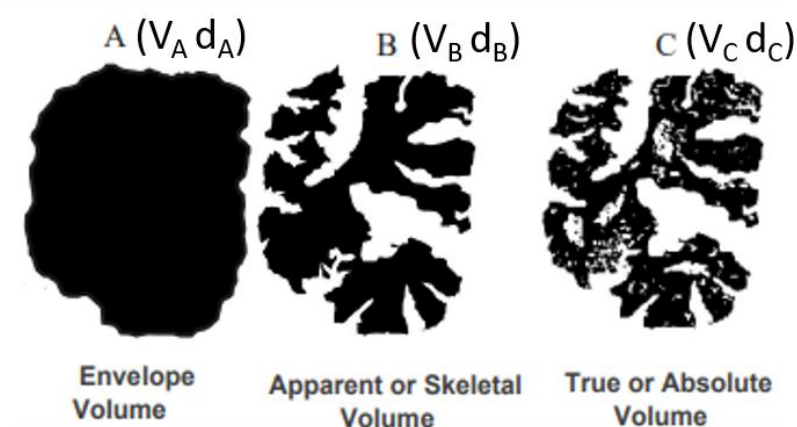 A (VA dA)
B (VB dB)
C (VC dC)
Envelope
Volume
Apparent or Skeletal
Volume
True or Absolute
Volume